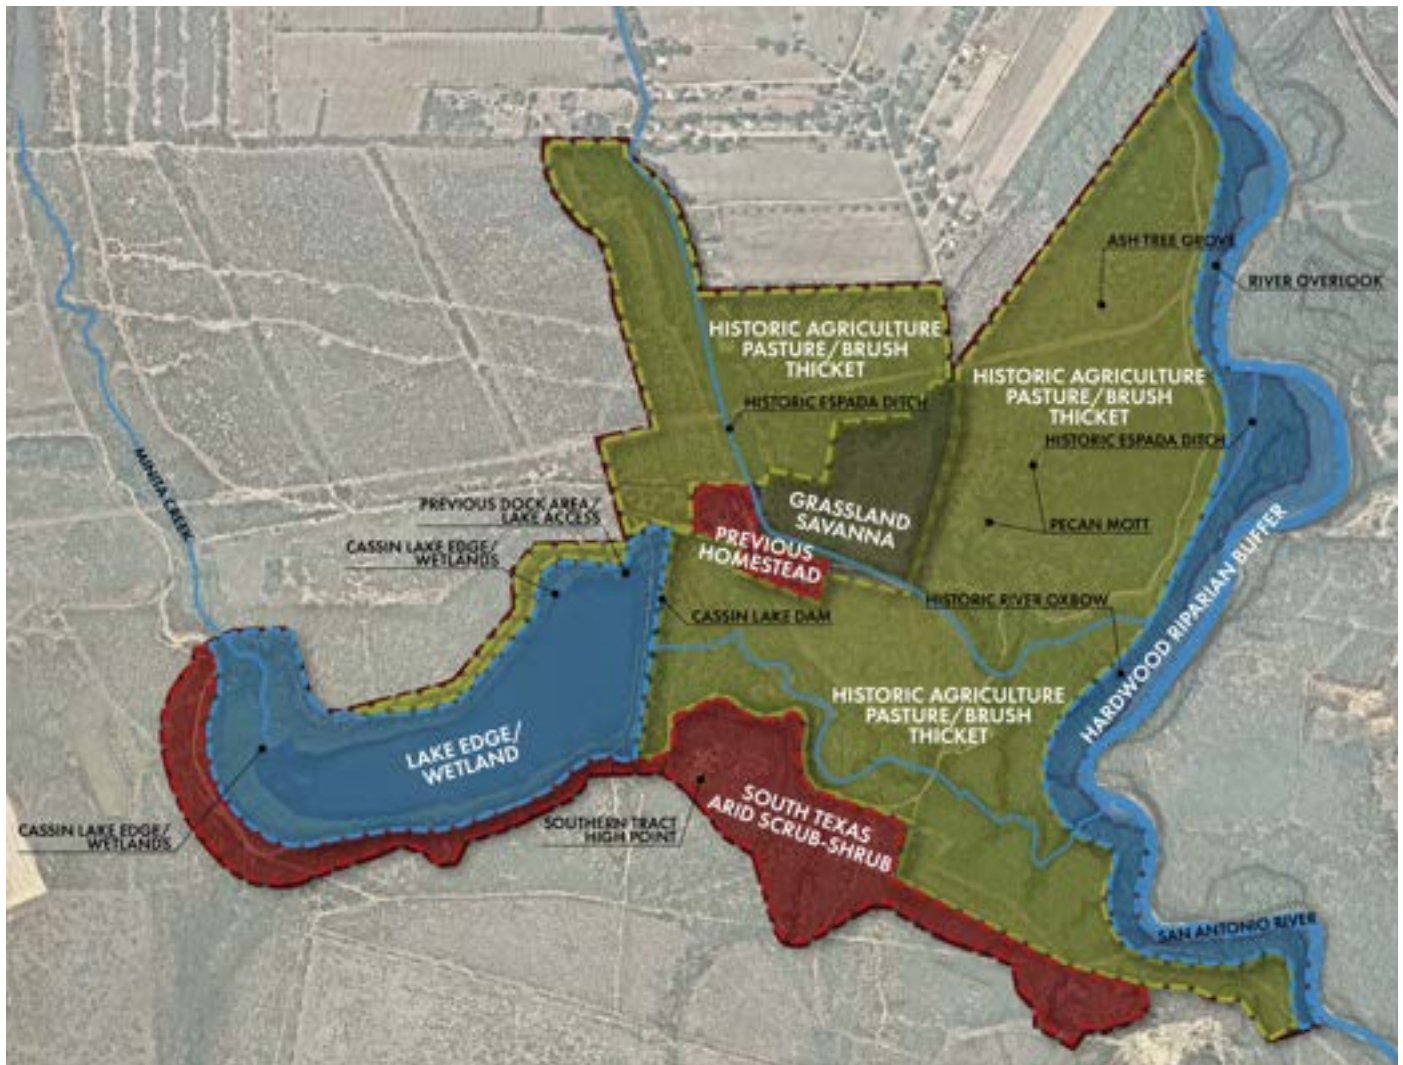 ASH TREE GROVE
RIVER OVERLOOK
HISTORIC AGRICULTURE
PASTURE/BRUSH
THICKET
HISTORIC AGRICULTURE
PASTURE/BRUSH
THICKET
HISTORIC ESPADA DITCH
HISTORIC ESPADA DITCH
MINITA CREEK
PREVIOUS DOCK AREA/
LAKE ACCESS
GRASSLAND
SAVANNA
PECAN MOTT
CASSIN LAKE EDGE/
WETLANDS
PREVIOUS
HOMESTEAD
HARDWOOD RIPARIAN BUFFER
HISTORIC RIVER OXBOW
CASSIN LAKE DAM
HISTORIC AGRICULTURE
PASTURE/BRUSH
THICKET
LAKE EDGE/
WETLAND
SOUTH TEXAS
ARID SCRUB-SHRUB
CASSIN LAKE EDGE/
WETLANDS
SOUTHERN TRACT
HIGH POINT
SAN ANTONIO RIVER